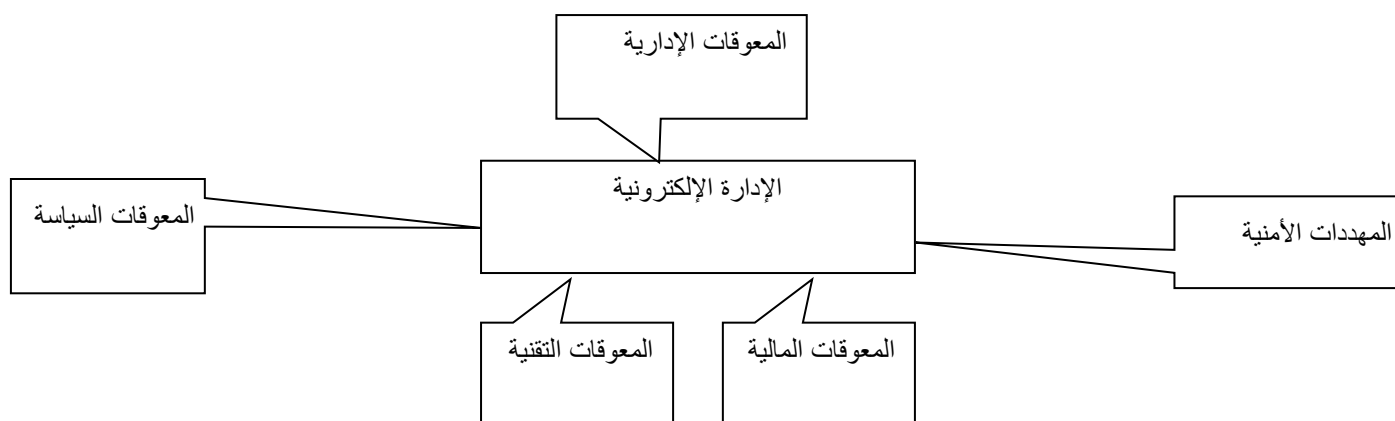 المعوقات الإدارية
الإدارة الإلكترونية
المهددات الأمنية
المعوقات السياسة
المعوقات المالية
المعوقات التقنية